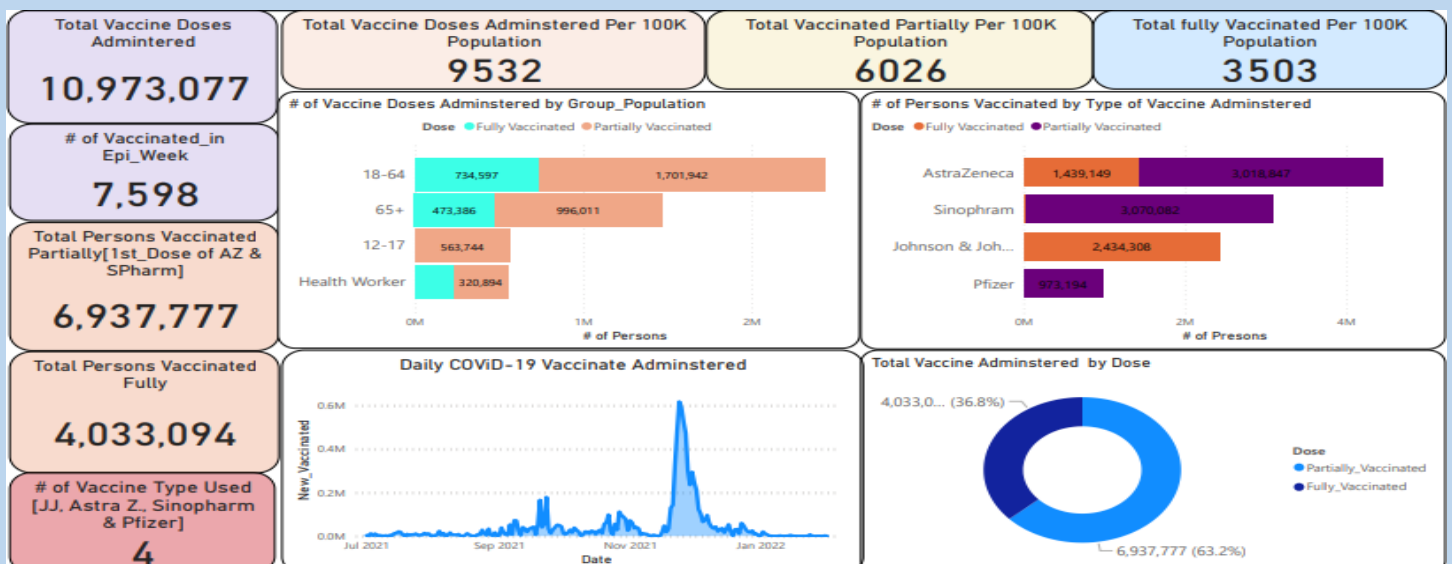 Total Vaccine Doses
Admintered
10,973,077
# of Vaccinated_in
Epi_Week
7,598
Total Persons Vaccinated
Partially[1st_Dose of AZ &
SPharm]
6,937,777
Total Persons Vaccinated
Fully
4,033,094
# of Vaccine Type Used
[JJ, Astra Z., Sinopharm
& Pfizer]
4
Total Vaccine Doses Adminstered Per 100K
Population
9532
Total Vaccinated Partially Per 100K
Population
6026
Total fully Vaccinated Per 100K
Population
3503
# of Vaccine Doses Adminstered by Group_Population
Dose Fully Vaccinated Partially Vaccinated
18-64 734,597 1,701,942
65+ 473,386 996,011
12-17 563,744
Health Worker 320,894
0M 1M 2M
# of Persons
# of Persons Vaccinated by Type of Vaccine Adminstered
Dose Fully Vaccinated Partially Vaccinated
AstraZeneca 1,439,149 3,018,847
Sinophram 3,070,082
Johnson & Joh... 2,434,308
Pfizer 973,194
0M 2M 4M
# of Presons
Daily COViD-19 Vaccinate Adminstered
New_Vaccinated
0.6M
0.4M
0.2M
0.0M
Jul 2021 Sep 2021 Nov 2021 Jan 2022
Date
Total Vaccine Adminstered by Dose
4,033,0... (36.8%)
Dose
Partially_Vaccinated
Fully_Vaccinated
6,937,777 (63.2%)